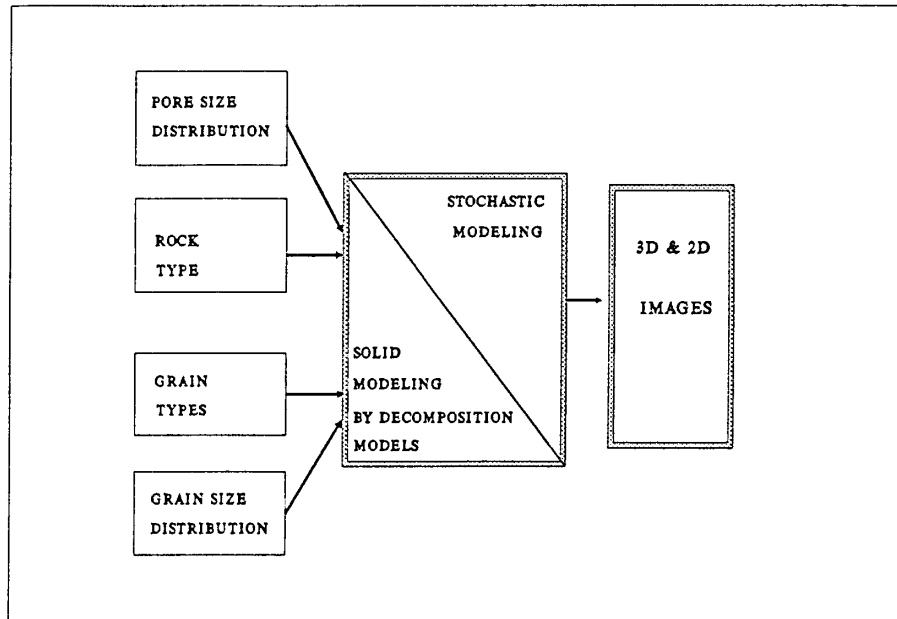 PORE SIZE
DISTRIBUTION
ROCK
TYPE
GRAIN
TYPES
GRAIN SIZE
DISTRIBUTION
STOCHASTIC
MODELING
SOLID
MODELING
BY DECOMPOSITION
MODELS
3D & 2D
IMAGES